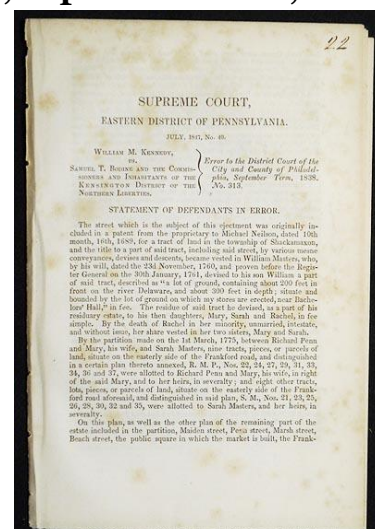 22
SUPREME COURT,
EASTERN DISTRICT OF PENNSYLVANIA.
JULY, 1847, No. 49.
WILLIAM M. KENNEDY,
vs.
SAMUEL T. BODINE AND THE COMMIS-
SIONERS AND INHABITANTS OF THE
KENSINGTON DISTRICT OF THE
NORTHERN LIBERTIES.
Error to the District Court of the
City and County of Philadel-
phia, September Term, 1838.
No. 313.
STATEMENT OF DEFENDANTS IN ERROR.
The street which is the subject of this ejectment was originally in-
cluded in a patent from the proprietary to Michael Neilson, dated 10th
month, 16th, 1689, for a tract of land in the township of Shackamaxon,
and the title to a part of said tract, including said street, by various mesne
conveyances, devises and descents, became vested in William Masters, who,
by his will, dated the 23d November, 1760, and proven before the Regis-
ter General on the 30th January, 1761, devised to his son William a part
of said tract, described as "a lot of ground, containing about 200 feet in
front on the river Delaware, and about 300 feet in depth; situate and
bounded by the lot of ground on which my stores are erected, near Bache-
lors' Hall," in fee. The residue of said tract he devised, as a part of his
residuary estate, to his then daughters, Mary, Sarah and Rachel, in fee
simple. By the death of Rachel in her minority, unmarried, intestate,
and without issue, her share vested in her two sisters, Mary and Sarah.
By the partition made on the 1st March, 1775, between Richard Penn
and Mary, his wife, and Sarah Masters, nine tracts, pieces, or parcels of
land, situate on the easterly side of the Frankford road, and distinguished
in a certain plan thereto annexed, R. M. P., Nos. 22, 24, 27, 29, 31, 33,
34, 36 and 37, were allotted to Richard Penn and Mary, his wife, in right
of the said Mary, and to her heirs, in severalty; and eight other tracts,
lots, pieces, or parcels of land, situate on the easterly side of the Frank-
ford road aforesaid, and distinguished in said plan, S. M., Nos. 21, 23, 25,
26, 28, 30, 32 and 35, were allotted to Sarah Masters, and her heirs, in
severalty.
On this plan, as well as the other plan of the remaining part of the
estate included in the partition, Maiden street, Penn street, Marsh street,
Beach street, the public square in which the market is built, the Frank-